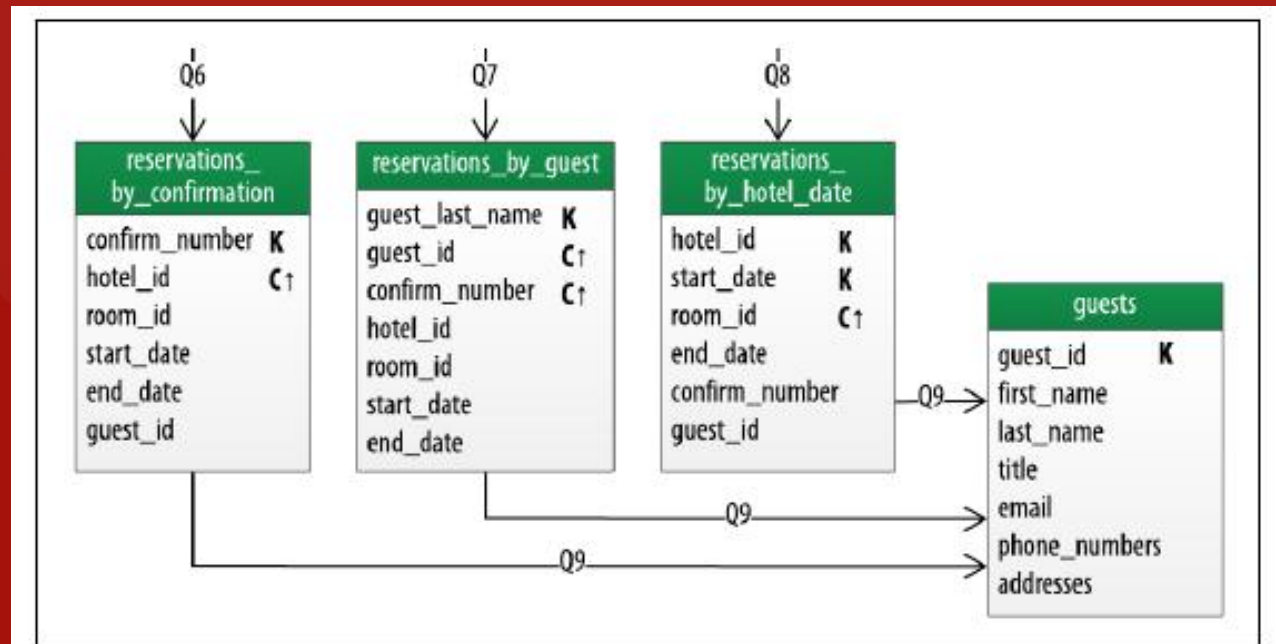 Q6
Q7
Q8
reservations_
by_confirmation
confirm_number K
hotel_id C↑
room_id
start_date
end_date
guest_id
reservations_by_guest
guest_last_name K
guest_id C↑
confirm_number C↑
hotel_id
room_id
start_date
end_date
reservations_
by_hotel_date
hotel_id K
start_date K
room_id C↑
end_date
confirm_number
guest_id
Q9
guests
guest_id K
first_name
last_name
title
email
phone_numbers
addresses
Q9
Q9